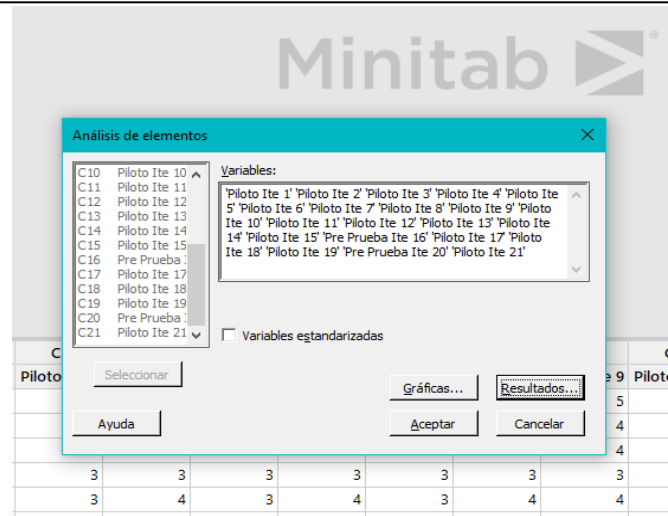 Minitab
Análisis de elementos
C10 Piloto Ite 10
C11 Piloto Ite 11
C12 Piloto Ite 12
C13 Piloto Ite 13
C14 Piloto Ite 14
C15 Piloto Ite 15
C16 Pre Prueba
C17 Piloto Ite 17
C18 Piloto Ite 18
C19 Piloto Ite 19
C20 Pre Prueba
C21 Piloto Ite 21
Variables:
'Piloto Ite 1' 'Piloto Ite 2' 'Piloto Ite 3' 'Piloto Ite 4' 'Piloto Ite
5' 'Piloto Ite 6' 'Piloto Ite 7' 'Piloto Ite 8' 'Piloto Ite 9' 'Piloto
Ite 10' 'Piloto Ite 11' 'Piloto Ite 12' 'Piloto Ite 13' 'Piloto Ite
14' 'Piloto Ite 15' 'Pre Prueba Ite 16' 'Piloto Ite 17' 'Piloto
Ite 18' 'Piloto Ite 19' 'Pre Prueba Ite 20' 'Piloto Ite 21'
Variables estandarizadas
Seleccionar
Gráficas... Resultados...
Ayuda Aceptar Cancelar
C C
Piloto e 9 Piloto
5
4
4
3 3 3 3 3 3 3
3 4 3 4 3 4 4